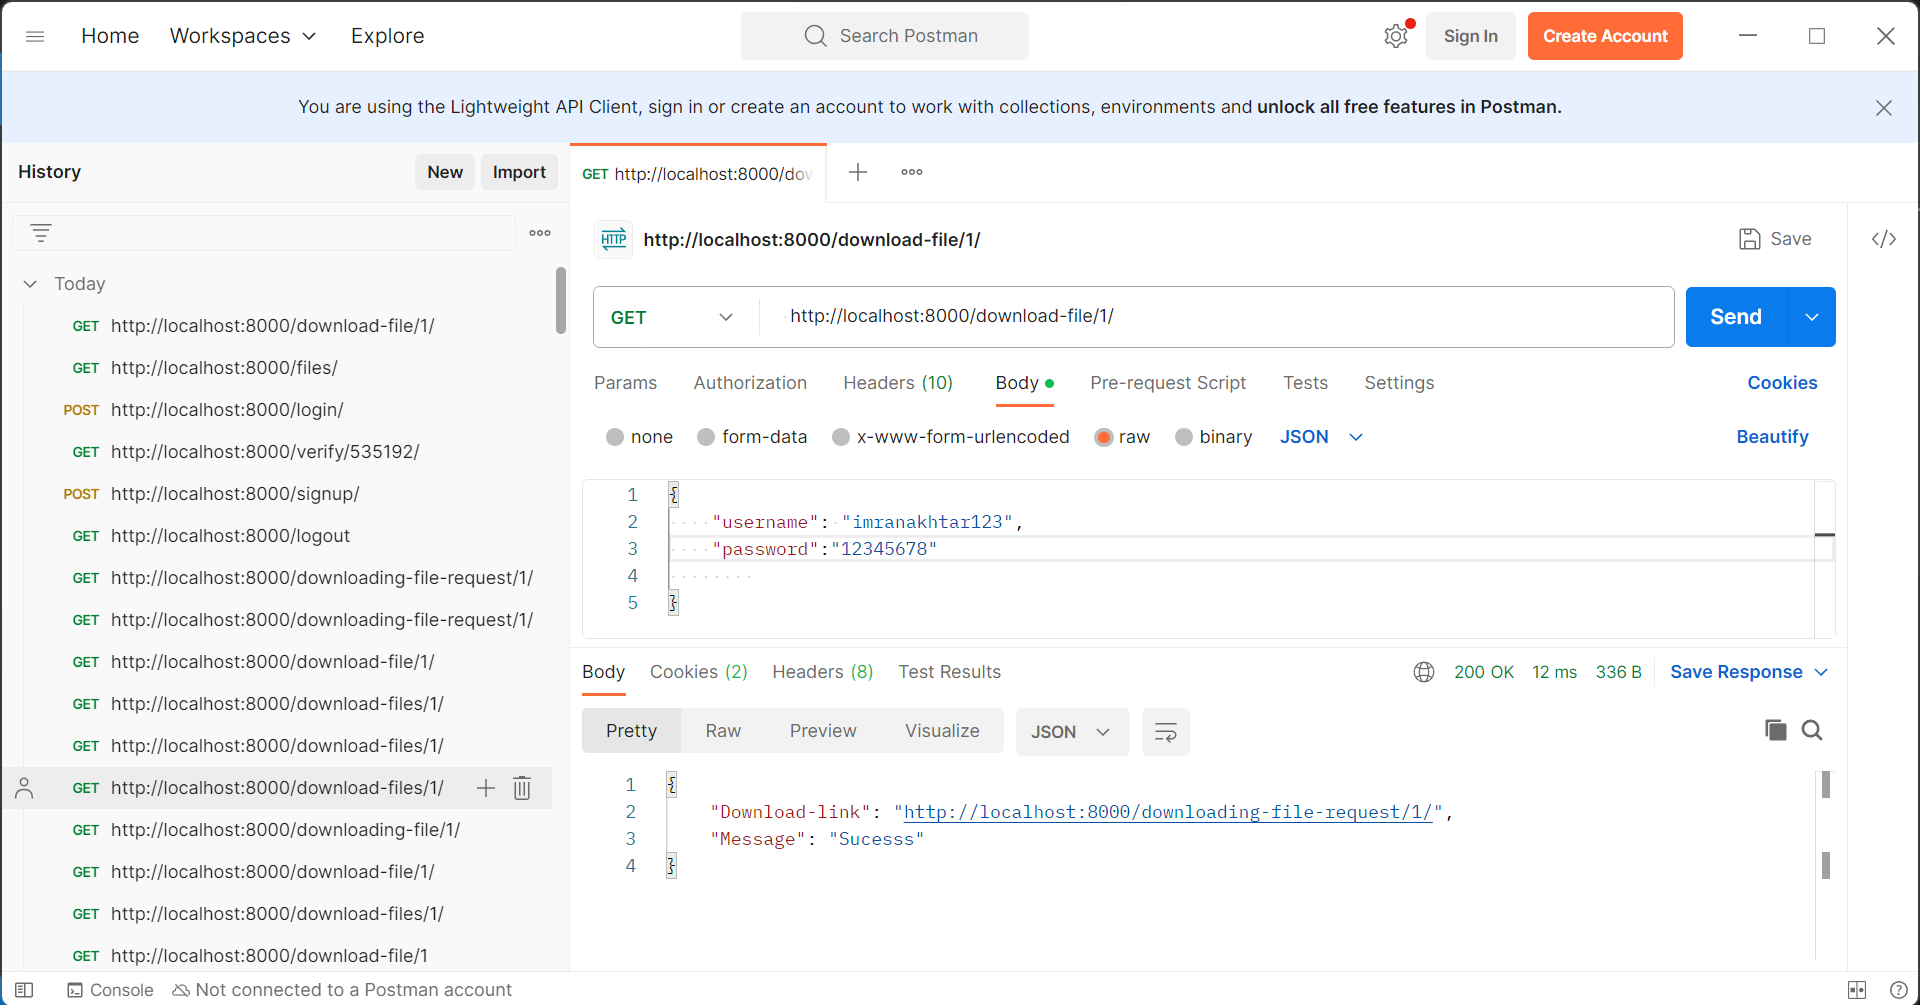 Home Workspaces Explore Search Postman Sign In Create Account
You are using the Lightweight API Client, sign in or create an account to work with collections, environments and unlock all free features in Postman.
History New Import
GET http://localhost:8000/dow
HTTP http://localhost:8000/download-file/1/ Save </>
Today
GET http://localhost:8000/download-file/1/
GET http://localhost:8000/files/
POST http://localhost:8000/login/
GET http://localhost:8000/verify/535192/
POST http://localhost:8000/signup/
GET http://localhost:8000/logout
GET http://localhost:8000/downloading-file-request/1/
GET http://localhost:8000/downloading-file-request/1/
GET http://localhost:8000/download-file/1/
GET http://localhost:8000/download-files/1/
GET http://localhost:8000/download-files/1/
GET http://localhost:8000/download-files/1/
GET http://localhost:8000/downloading-file/1/
GET http://localhost:8000/download-file/1/
GET http://localhost:8000/download-files/1/
GET http://localhost:8000/download-file/1
GET http://localhost:8000/download-file/1/ Send
Params Authorization Headers (10) Body Pre-request Script Tests Settings Cookies
none form-data x-www-form-urlencoded raw binary JSON Beautify
1 {
2 "username": "imranakhtar123",
3 "password":"12345678"
4
5 }
Body Cookies (2) Headers (8) Test Results 200 OK 12 ms 336 B Save Response
Pretty Raw Preview Visualize JSON
1 {
2 "Download-link": "http://localhost:8000/downloading-file-request/1/",
3 "Message": "Sucesss"
4 }
Console Not connected to a Postman account